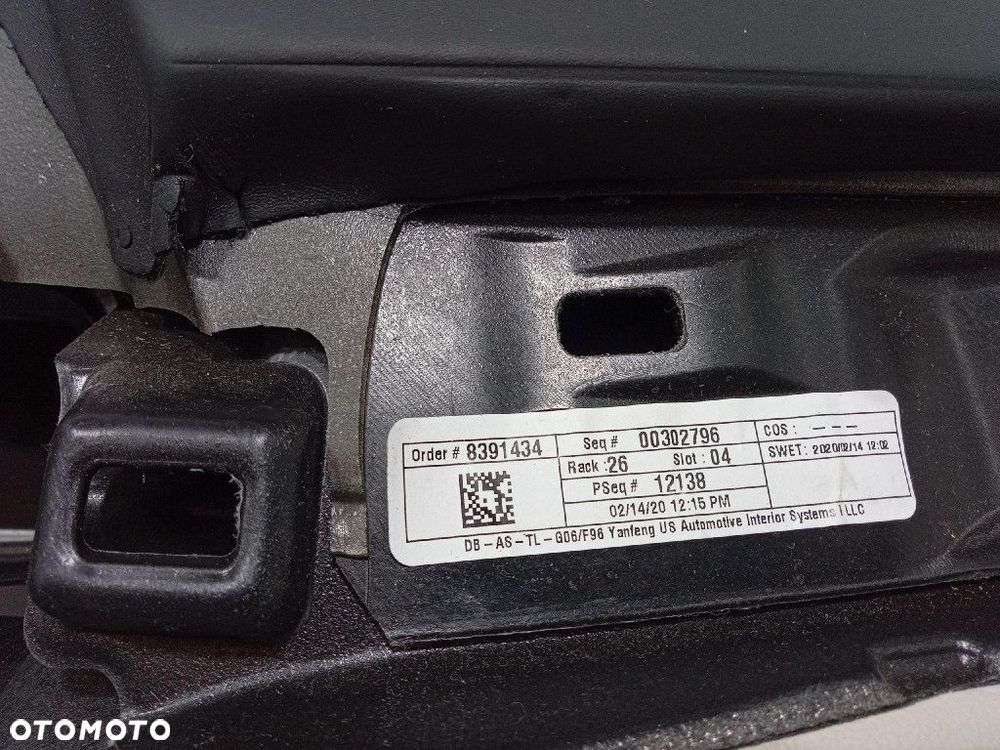 Order # 8391434
Seq # 00302796
COS : – – –
Rack :26 Slot :04
SWET: 2020/02/14 12:02
PSeq # 12138
02/14/20 12:15 PM
DB-AS-TL-G06/F96 Yanfeng US Automotive Interior Systems I LLC
OTOMOTO